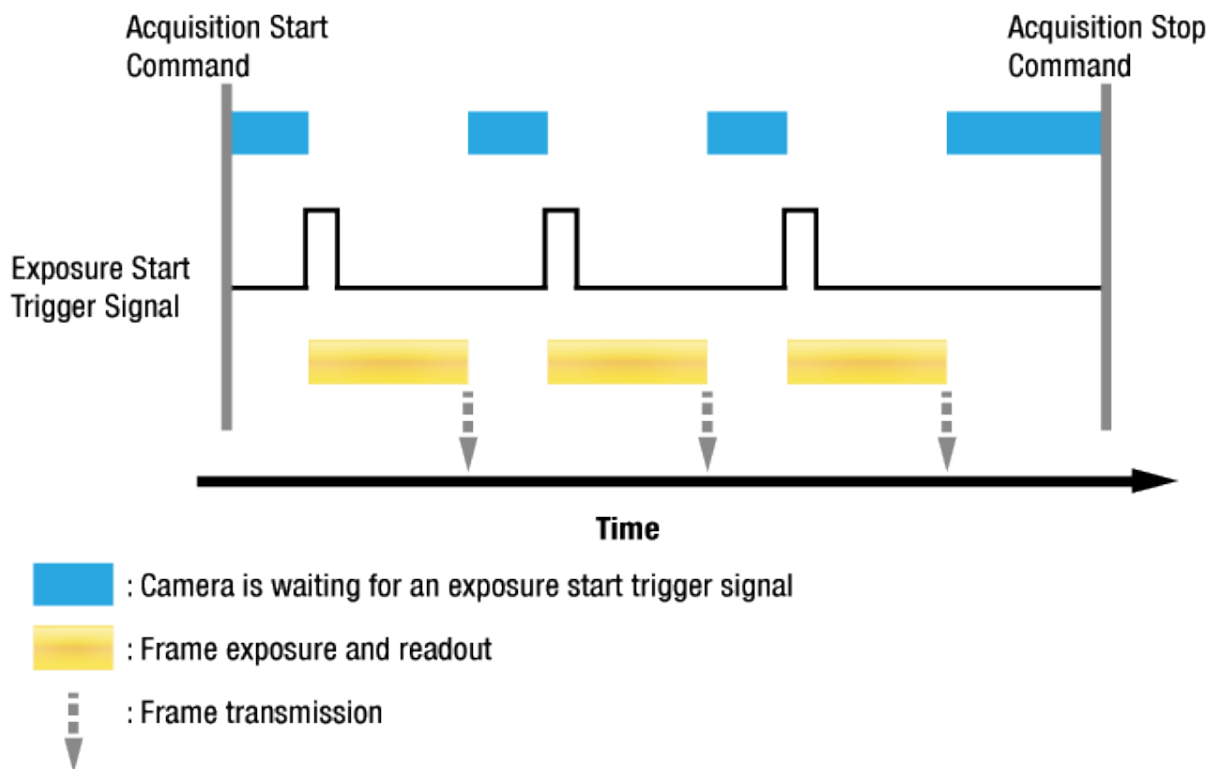 Acquisition Start
Command
Acquisition Stop
Command
Exposure Start
Trigger Signal
Time
: Camera is waiting for an exposure start trigger signal
: Frame exposure and readout
: Frame transmission